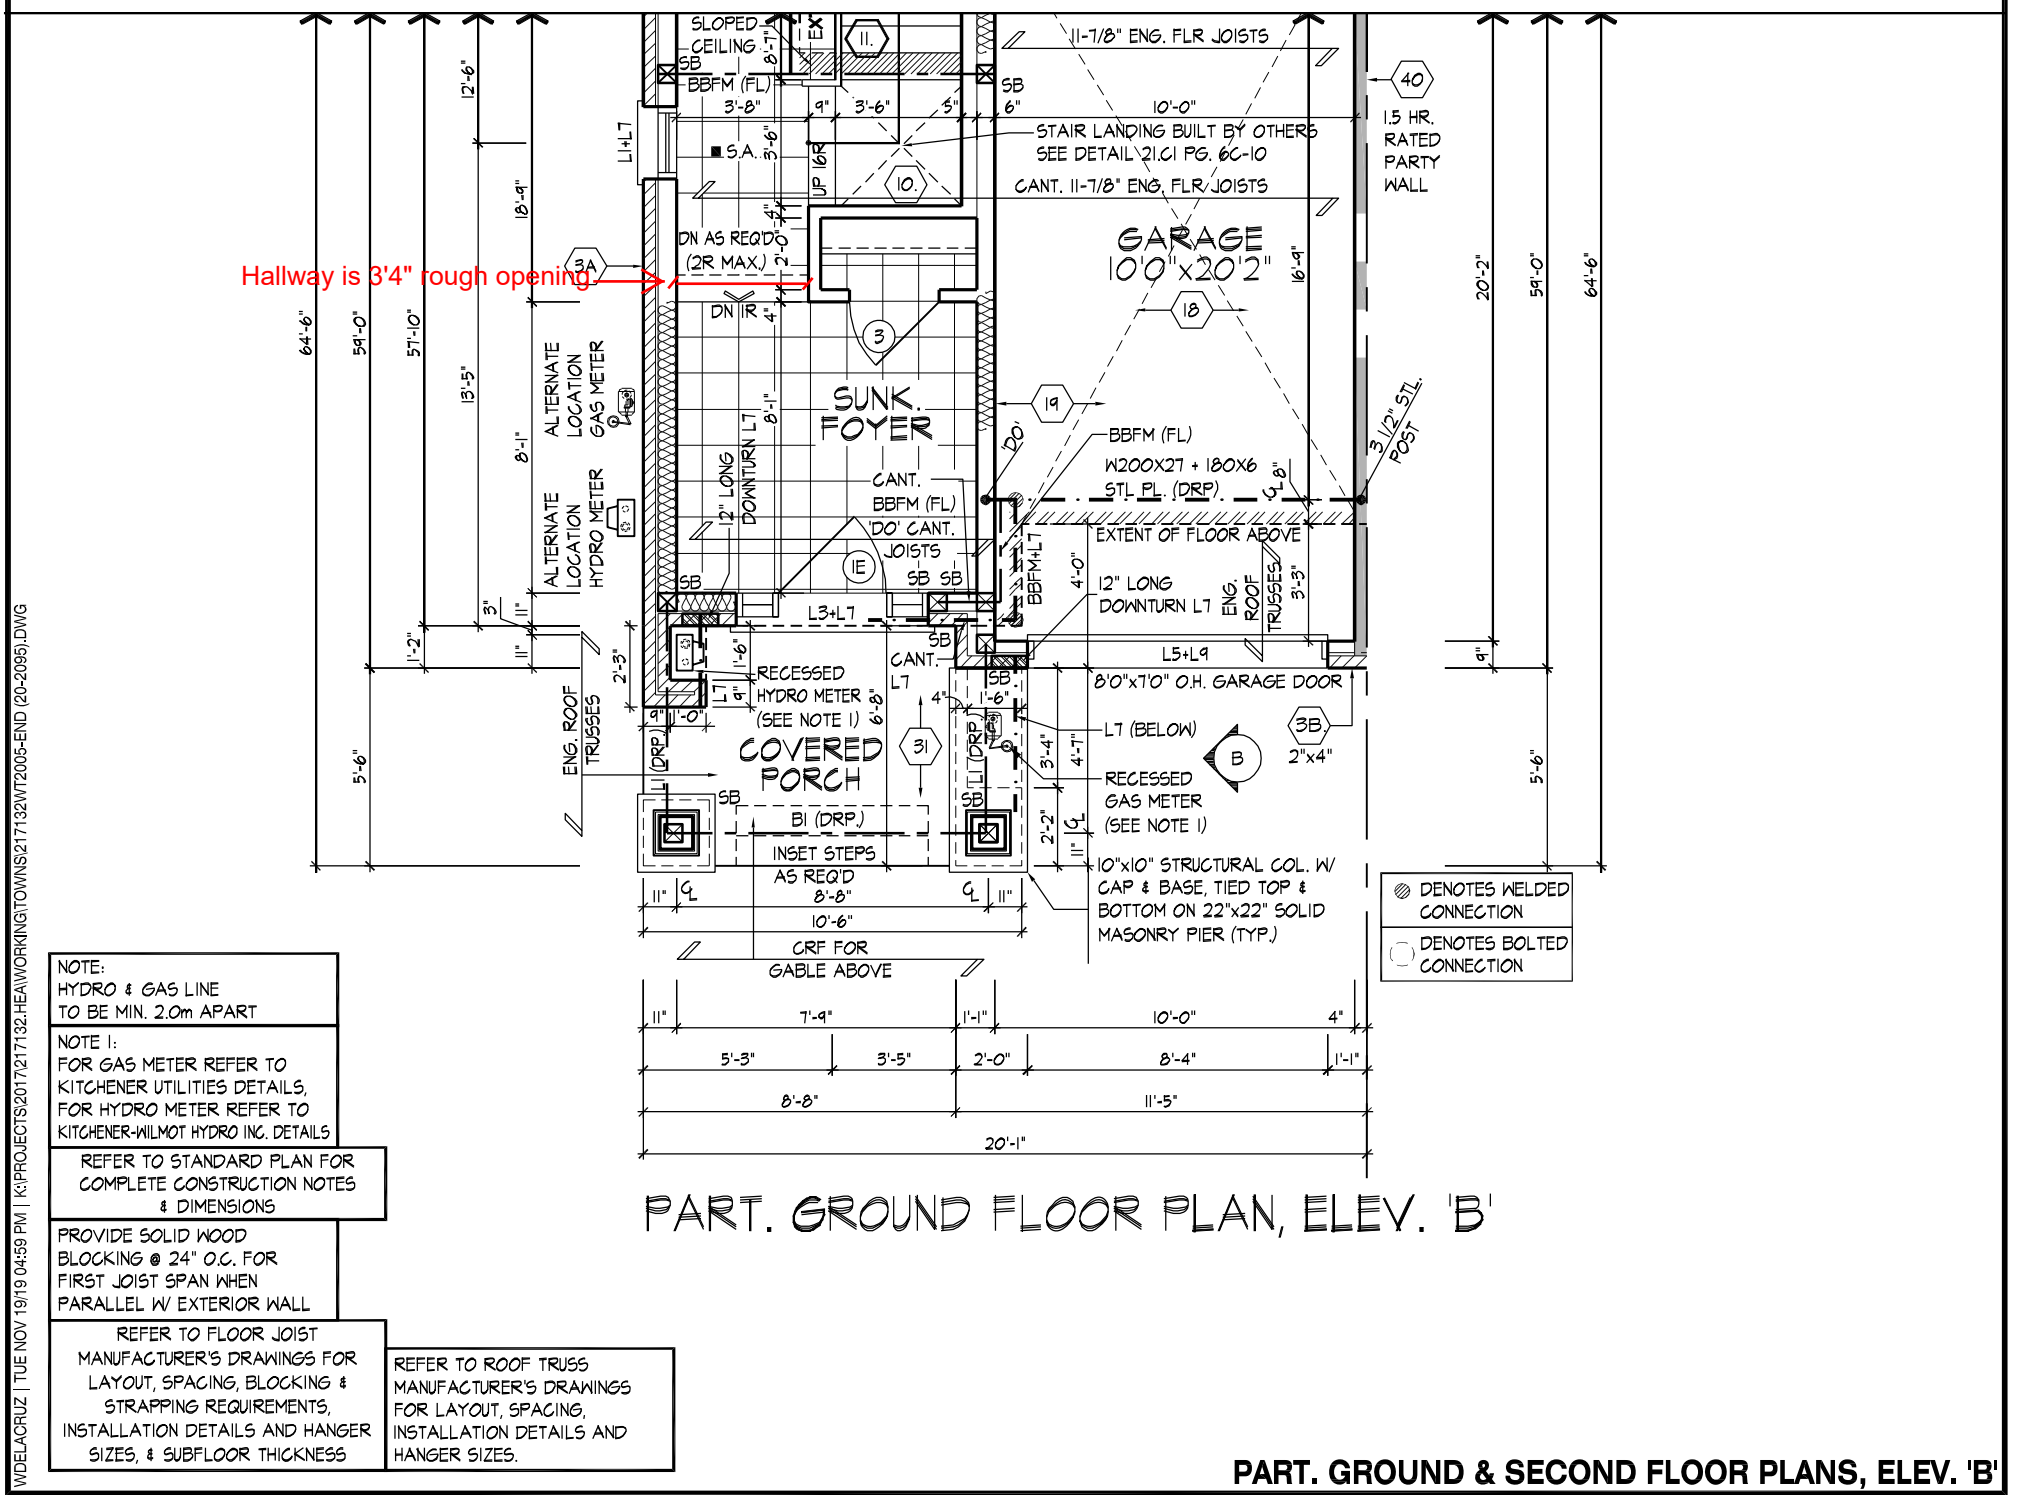 SLOPED
CEILING
8'-7"
EX
11.
11-7/8" ENG. FLR JOISTS
SB
BBFM (FL)
SB
40
12'-6"
3'-8"
9"
3'-6"
5"
6"
10'-0"
1.5 HR.
RATED
PARTY
WALL
L1+L7
S.A.
3'-6"
UP 16R
STAIR LANDING BUILT BY OTHERS
SEE DETAIL 21.C1 PG. 6C-10
10.
CANT. 11-7/8" ENG. FLR JOISTS
18'-9"
4"
DN AS REQ'D
(2R MAX.)
2'-0"
GARAGE
10'0"x20'2"
16'-9"
20'-2"
59'-0"
64'-6"
3A
Hallway is 3'4" rough opening
DN 1R
4"
18
64'-6"
59'-0"
57'-10"
3
13'-5"
ALTERNATE
LOCATION
GAS METER
8'-1"
SUNK.
FOYER
8'-1"
19
3 1/2" STL.
POST
'DO'
BBFM (FL)
12" LONG
DOWNTURN L7
CANT.
BBFM (FL)
'DO' CANT.
JOISTS
W200X27 + 180X6
STL PL. (DRP)
CL
8"
ALTERNATE
LOCATION
HYDRO METER
EXTENT OF FLOOR ABOVE
1E
SB
SB
SB
BBFM+L7
4'-0"
12" LONG
DOWNTURN L7
ENG.
ROOF
TRUSSES
3'-3"
3"
11"
L3+L7
1'-2"
11"
2'-3"
1'-6"
SB
CANT.
L7
L5+L9
9"
RECESSED
HYDRO METER
(SEE NOTE 1)
6'-8"
SB
8'0"x7'0" O.H. GARAGE DOOR
L7
9"
4"
1'-6"
9"
1'-0"
ENG. ROOF
TRUSSES
L1 (DRP.)
COVERED
PORCH
31
L1 (DRP.)
3'-4"
4'-7"
L7 (BELOW)
B
3B.
2"x4"
5'-6"
5'-6"
RECESSED
GAS METER
(SEE NOTE 1)
SB
SB
B1 (DRP.)
2'-2"
CL
11"
INSET STEPS
AS REQ'D
10"x10" STRUCTURAL COL. W/
CAP & BASE, TIED TOP &
BOTTOM ON 22"x22" SOLID
MASONRY PIER (TYP.)
11"
CL
8'-8"
CL
11"
10'-6"
DENOTES WELDED
CONNECTION
DENOTES BOLTED
CONNECTION
CRF FOR
GABLE ABOVE
11"
7'-9"
1'-1"
10'-0"
4"
5'-3"
3'-5"
2'-0"
8'-4"
1'-1"
8'-8"
11'-5"
20'-1"
NOTE:
HYDRO & GAS LINE
TO BE MIN. 2.0m APART
NOTE 1:
FOR GAS METER REFER TO
KITCHENER UTILITIES DETAILS,
FOR HYDRO METER REFER TO
KITCHENER-WILMOT HYDRO INC. DETAILS
REFER TO STANDARD PLAN FOR
COMPLETE CONSTRUCTION NOTES
& DIMENSIONS
PROVIDE SOLID WOOD
BLOCKING @ 24" O.C. FOR
FIRST JOIST SPAN WHEN
PARALLEL W/ EXTERIOR WALL
REFER TO FLOOR JOIST
MANUFACTURER'S DRAWINGS FOR
LAYOUT, SPACING, BLOCKING &
STRAPPING REQUIREMENTS,
INSTALLATION DETAILS AND HANGER
SIZES, & SUBFLOOR THICKNESS
REFER TO ROOF TRUSS
MANUFACTURER'S DRAWINGS
FOR LAYOUT, SPACING,
INSTALLATION DETAILS AND
HANGER SIZES.
PART. GROUND FLOOR PLAN, ELEV. 'B'
PART. GROUND & SECOND FLOOR PLANS, ELEV. 'B'
WDELACRUZ | TUE NOV 19/19 04:59 PM | K:\PROJECTS\2017\217132.HEA\WORKING\TOWNS\217132WT2005-END (20-2095).DWG